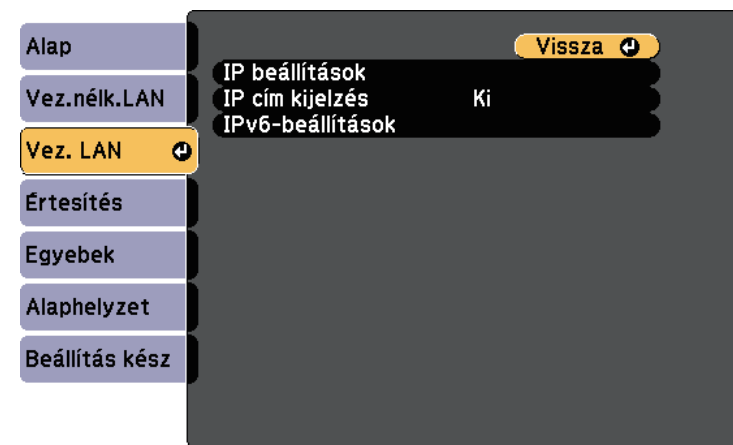 Alap
Vez.nélk.LAN
Vez. LAN
Értesítés
Egyebek
Alaphelyzet
Beállítás kész
Vissza
IP beállítások
IP cím kijelzés Ki
IPv6-beállítások